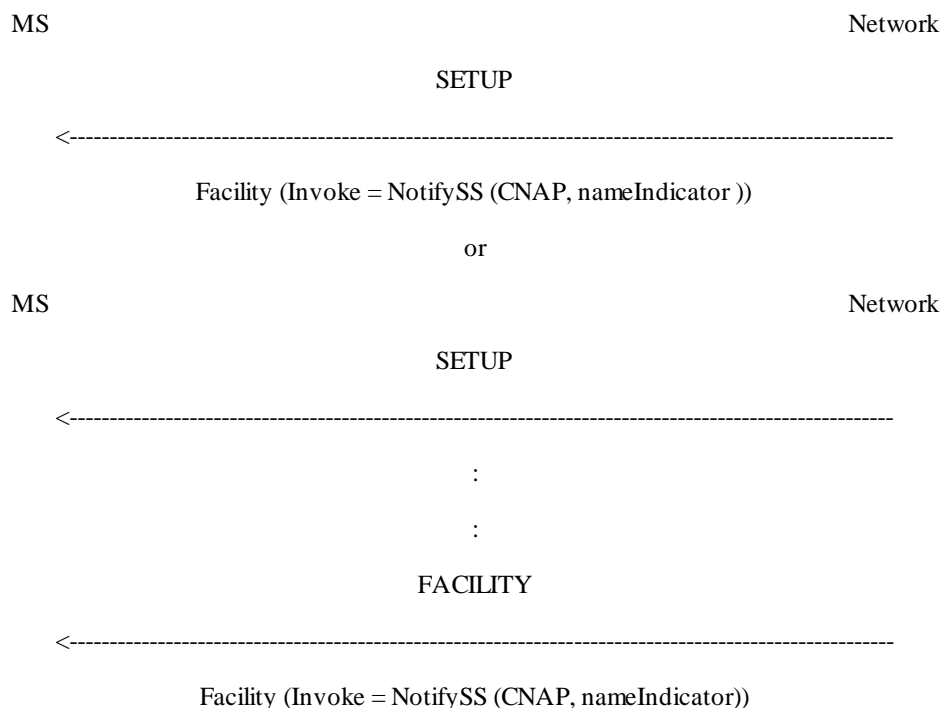 MS Network
SETUP
<-------------------------------------------------------------------------------------------------------
Facility (Invoke = NotifySS (CNAP, nameIndicator ))
or
MS Network
SETUP
<-------------------------------------------------------------------------------------------------------
:
:
FACILITY
<-------------------------------------------------------------------------------------------------------
Facility (Invoke = NotifySS (CNAP, nameIndicator))